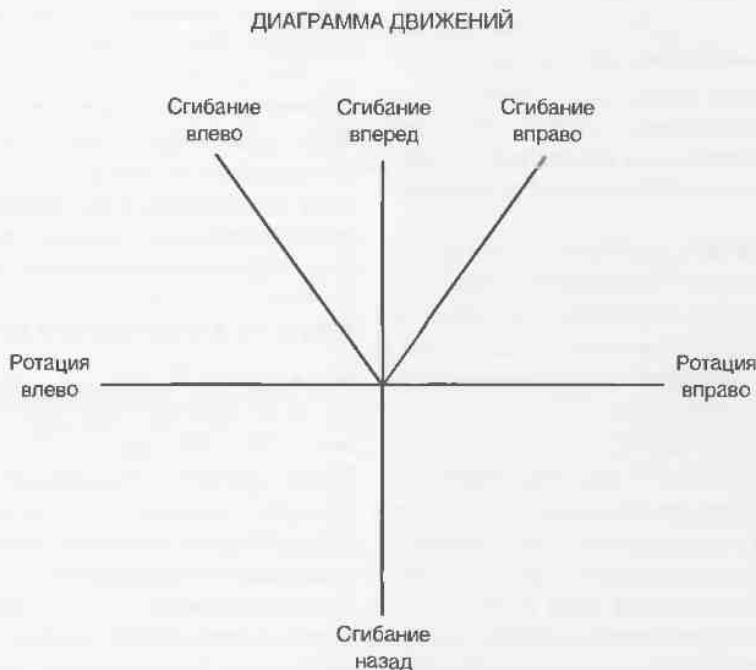 ДИАГРАММА ДВИЖЕНИЙ
Сгибание
влево
Сгибание
вперед
Сгибание
вправо
Ротация
влево
Ротация
вправо
Сгибание
назад